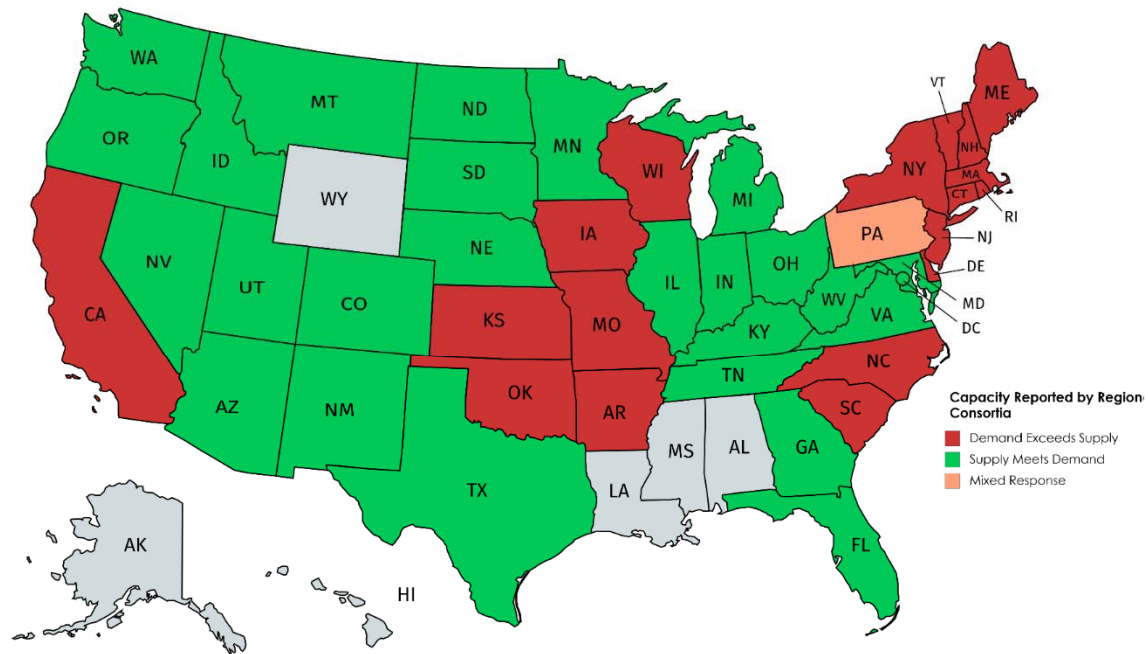 WA
MT
ND
MN
VT
ME
OR
ID
SD
WI
NY
NH
MA
CT
RI
WY
MI
NV
UT
CO
NE
IA
IL
IN
OH
PA
NJ
DE
MD
DC
CA
KS
MO
KY
WV
VA
AZ
NM
OK
AR
TN
NC
SC
TX
LA
MS
AL
GA
FL
AK
HI
Capacity Reported by Region
Consortia
Demand Exceeds Supply
Supply Meets Demand
Mixed Response